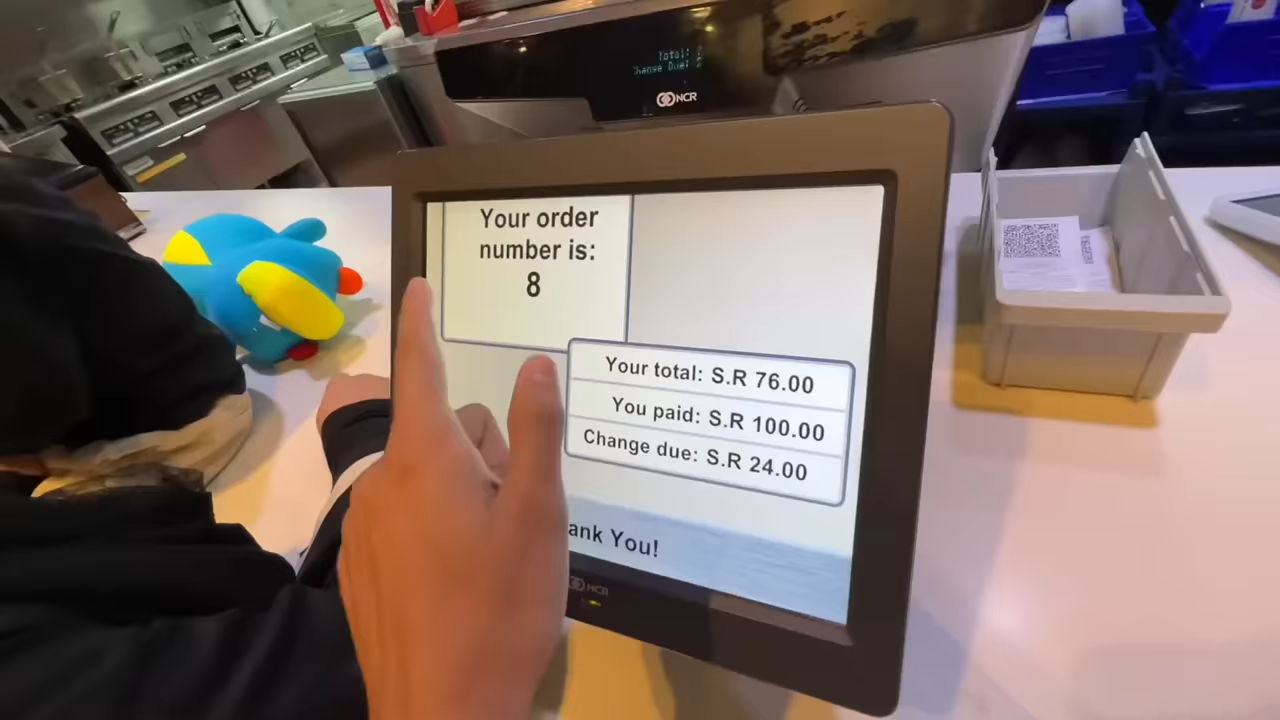 Total:
Change Due:
NCR
Your order
number is:
8
Your total: S.R 76.00
You paid: S.R 100.00
Change due: S.R 24.00
ank You!
NCR